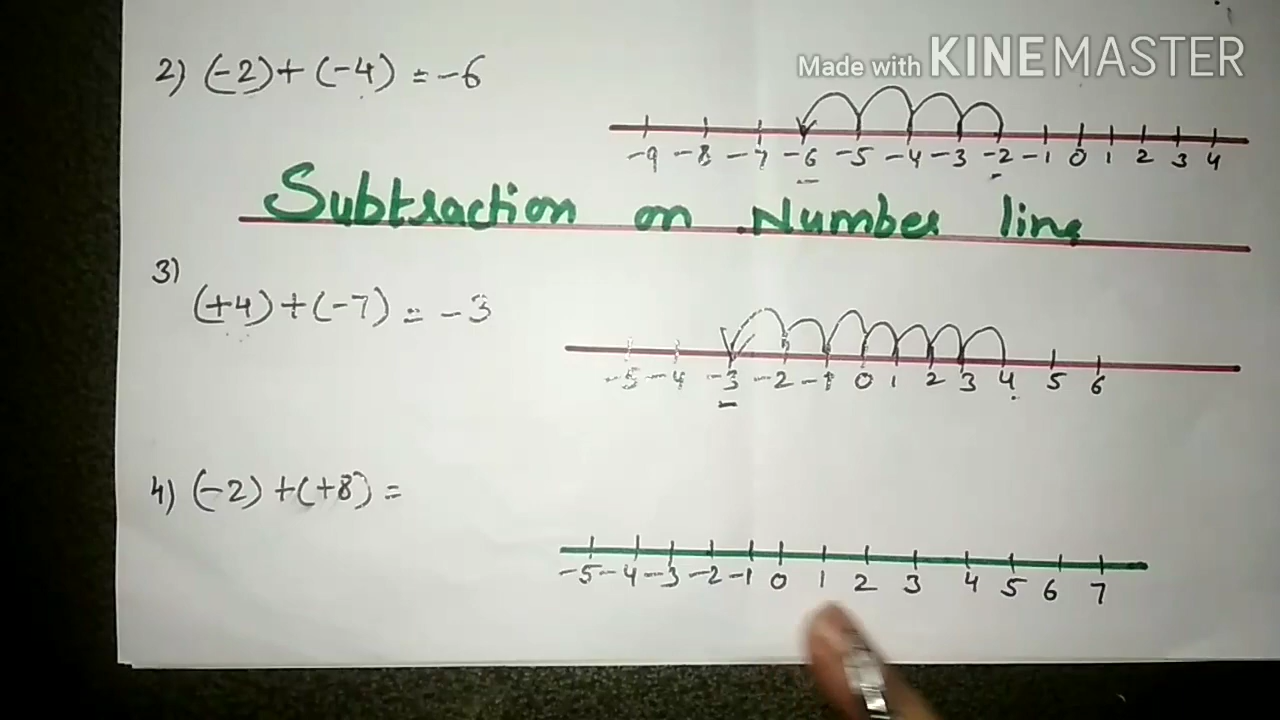 Made with KINEMASTER
2) (-2)+(-4) = -6
-9 -8 -7 -6 -5 -4 -3 -2 -1 0 1 2 3 4
Subtraction on Number line
3)
(+4)+(-7) = -3
-5 -4 -3 -2 -1 0 1 2 3 4 5 6
4) (-2) +(+8) =
-5 -4 -3 -2 -1 0 1 2 3 4 5 6 7